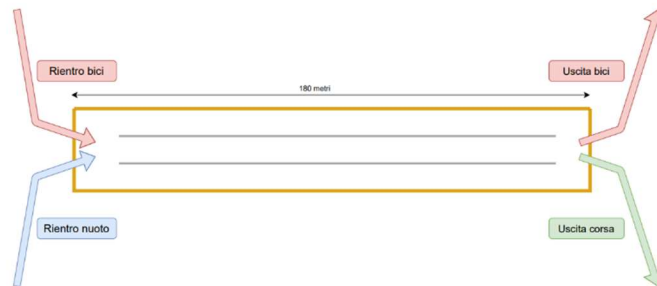 Rientro bici
Uscita bici
180 metri
Rientro nuoto
Uscita corsa